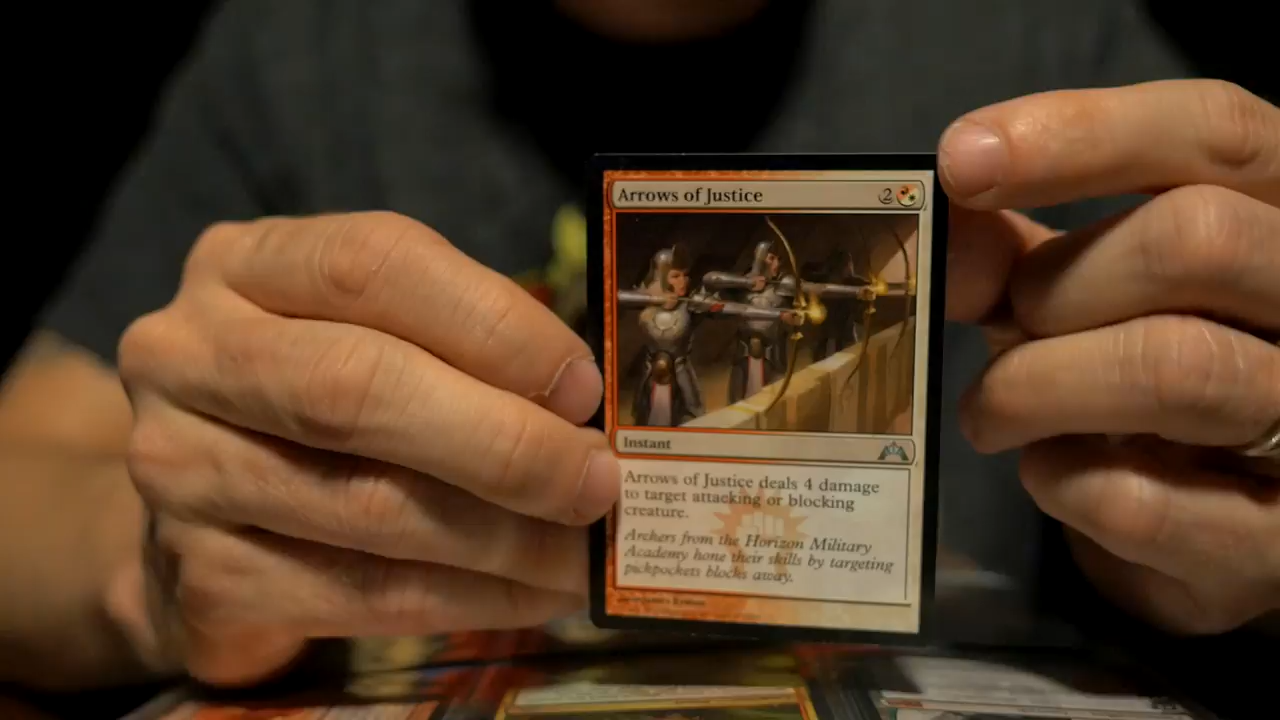 Arrows of Justice 2
Instant
Arrows of Justice deals 4 damage
to target attacking or blocking
creature.
Archers from the Horizon Military
Academy hone their skills by targeting
pickpockets blocks away.